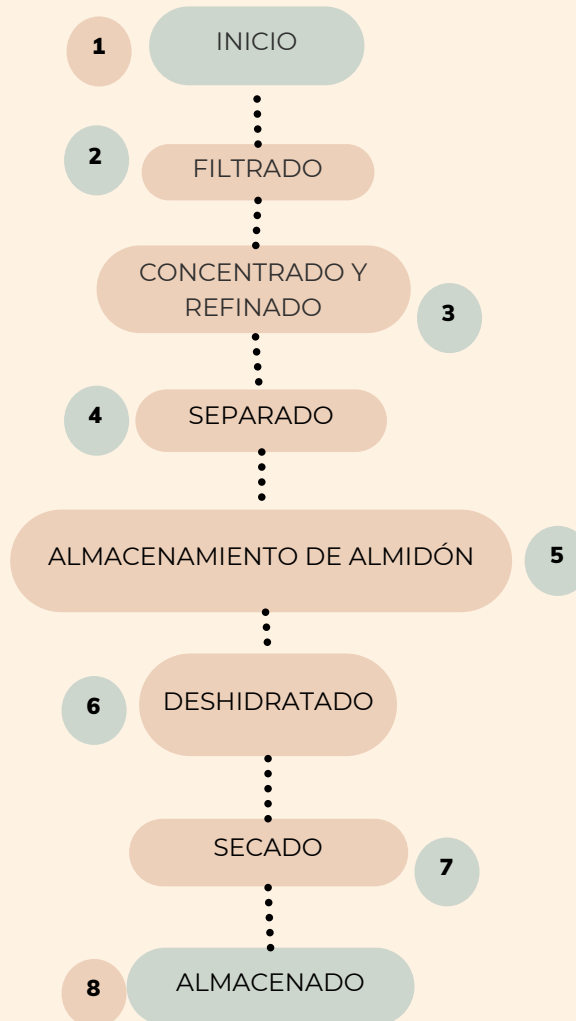 1
INICIO
2
FILTRADO
CONCENTRADO Y
REFINADO
3
4
SEPARADO
ALMACENAMIENTO DE ALMIDÓN
5
6
DESHIDRATADO
SECADO
7
8
ALMACENADO